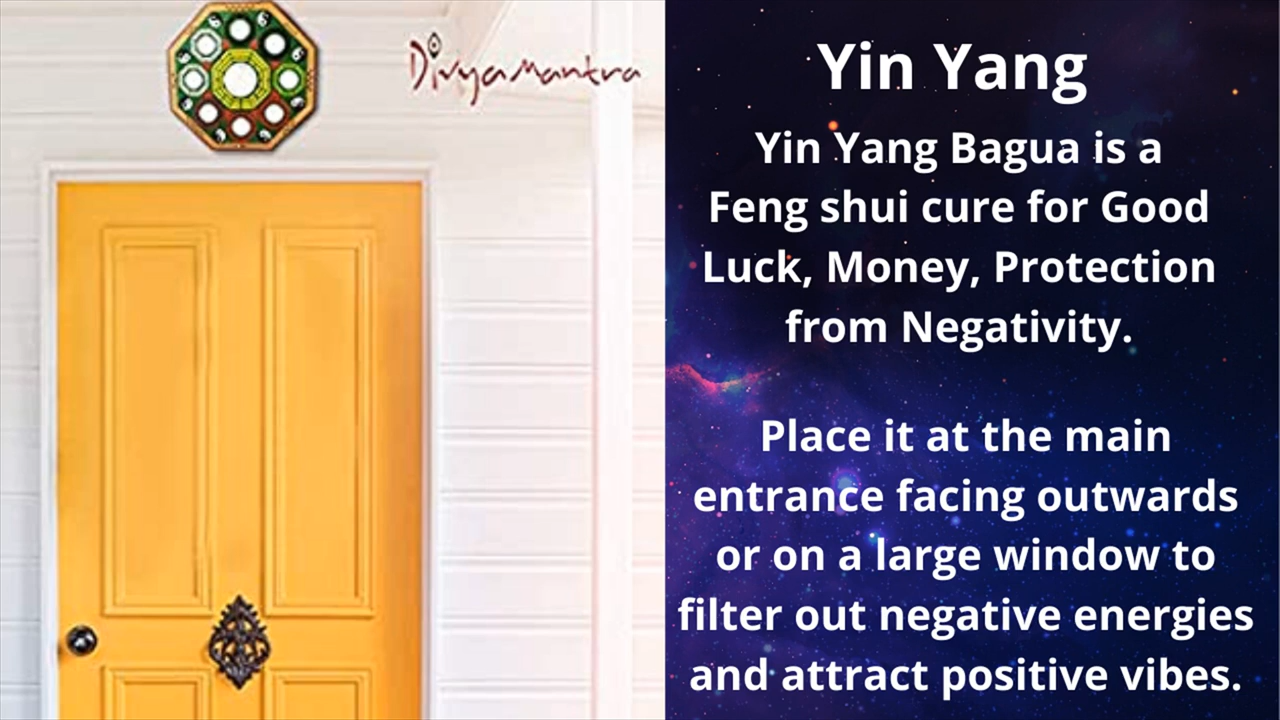 Divyamantra
Yin Yang
Yin Yang Bagua is a
Feng shui cure for Good
Luck, Money, Protection
from Negativity.
Place it at the main
entrance facing outwards
or on a large window to
filter out negative energies
and attract positive vibes.